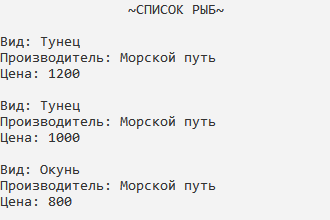 ~СПИСОК РЫБ~
Вид: Тунец
Производитель: Морской путь
Цена: 1200
Вид: Тунец
Производитель: Морской путь
Цена: 1000
Вид: Окунь
Производитель: Морской путь
Цена: 800